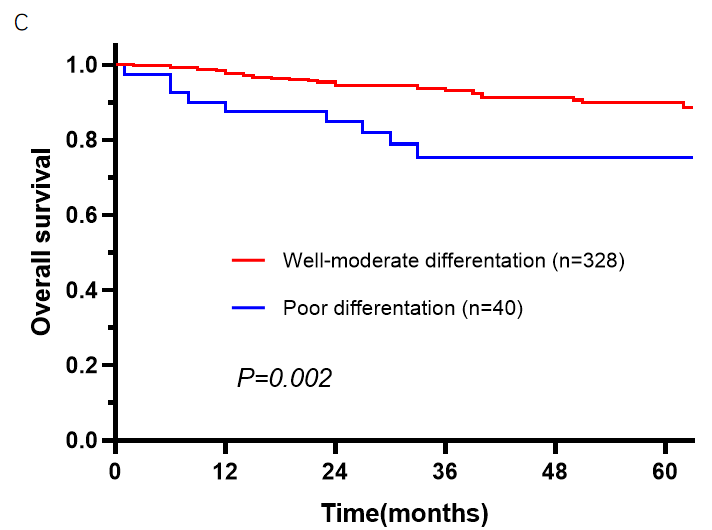 C
1.0
0.8
0.6
0.4
0.2
0.0
Overall survival
Well-moderate differentation (n=328)
Poor differentation (n=40)
P=0.002
0 12 24 36 48 60
Time(months)